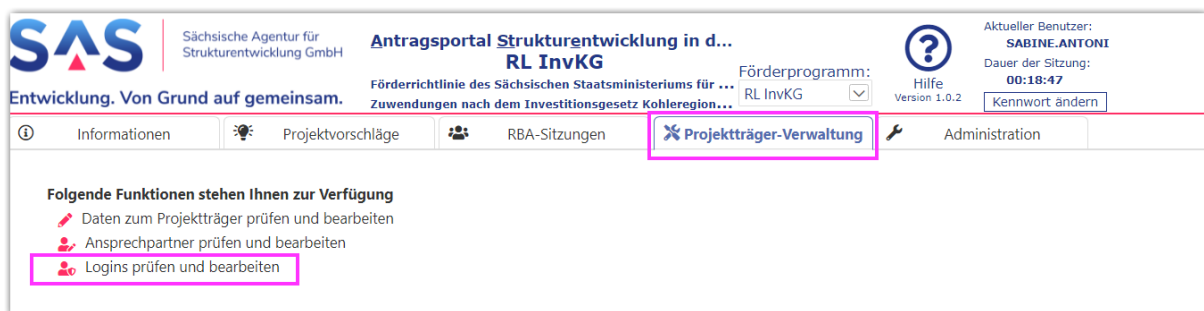 SAS
Sächsische Agentur für
Strukturentwicklung GmbH
Entwicklung. Von Grund auf gemeinsam.
Antragsportal Strukturentwicklung in d...
RL InvKG
Förderrichtlinie des Sächsischen Staatsministeriums für ...
Zuwendungen nach dem Investitionsgesetz Kohleregion...
Förderprogramm:
RL InvKG
Hilfe
Version 1.0.2
Aktueller Benutzer:
SABINE.ANTONI
Dauer der Sitzung:
00:18:47
Kennwort ändern
Informationen Projektvorschläge RBA-Sitzungen Projektträger-Verwaltung Administration
Folgende Funktionen stehen Ihnen zur Verfügung
Daten zum Projektträger prüfen und bearbeiten
Ansprechpartner prüfen und bearbeiten
Logins prüfen und bearbeiten